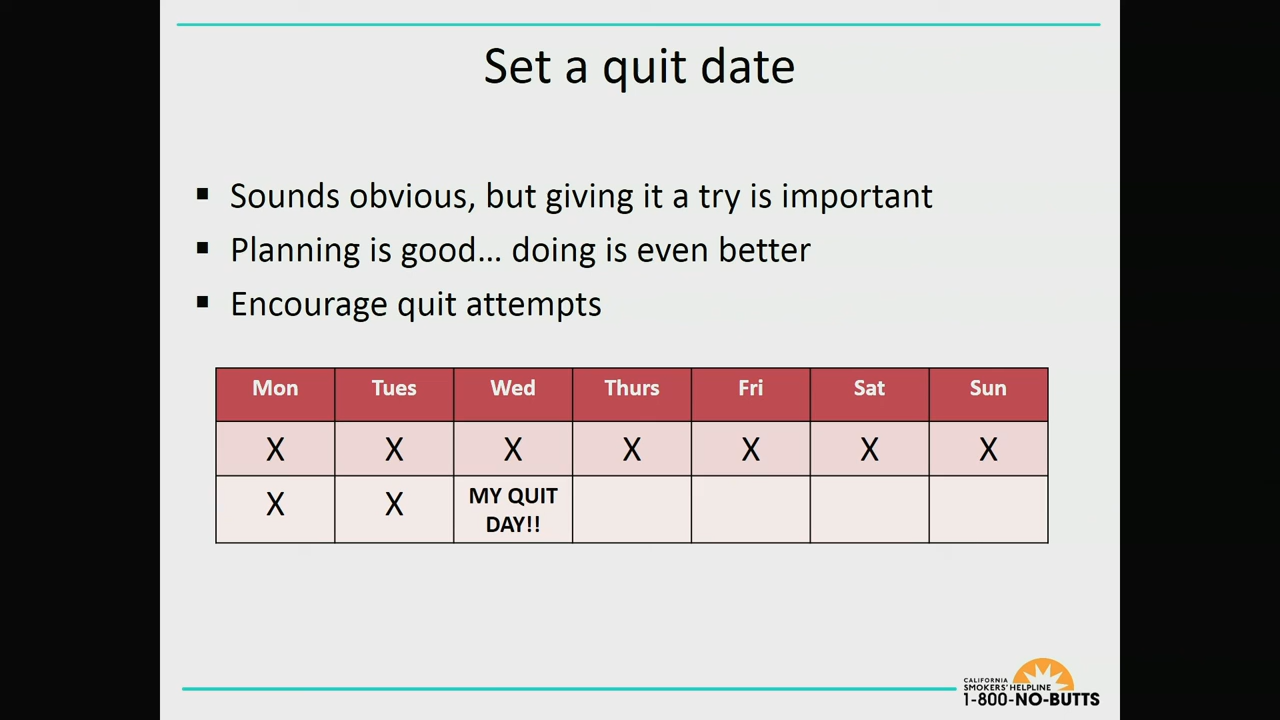 Set a quit date
▪ Sounds obvious, but giving it a try is important
▪ Planning is good... doing is even better
▪ Encourage quit attempts
Mon Tues Wed Thurs Fri Sat Sun
X X X X X X X
X X MY QUIT
DAY!!
CALIFORNIA
SMOKERS' HELPLINE
1-800-NO-BUTTS